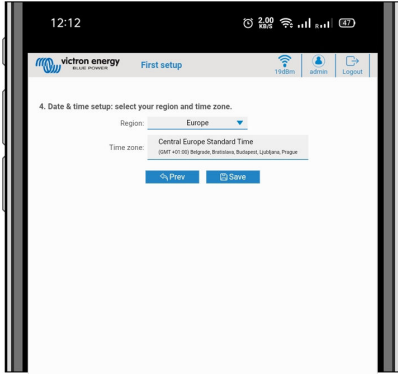 12:12
2.00
KB/S
R
47
victron energy
BLUE POWER
First setup
19dBm
admin
Logout
4. Date & time setup: select your region and time zone.
Region:
Europe
Time zone:
Central Europe Standard Time
(GMT +01:00) Belgrade, Bratislava, Budapest, Ljubljana, Prague
Prev
Save